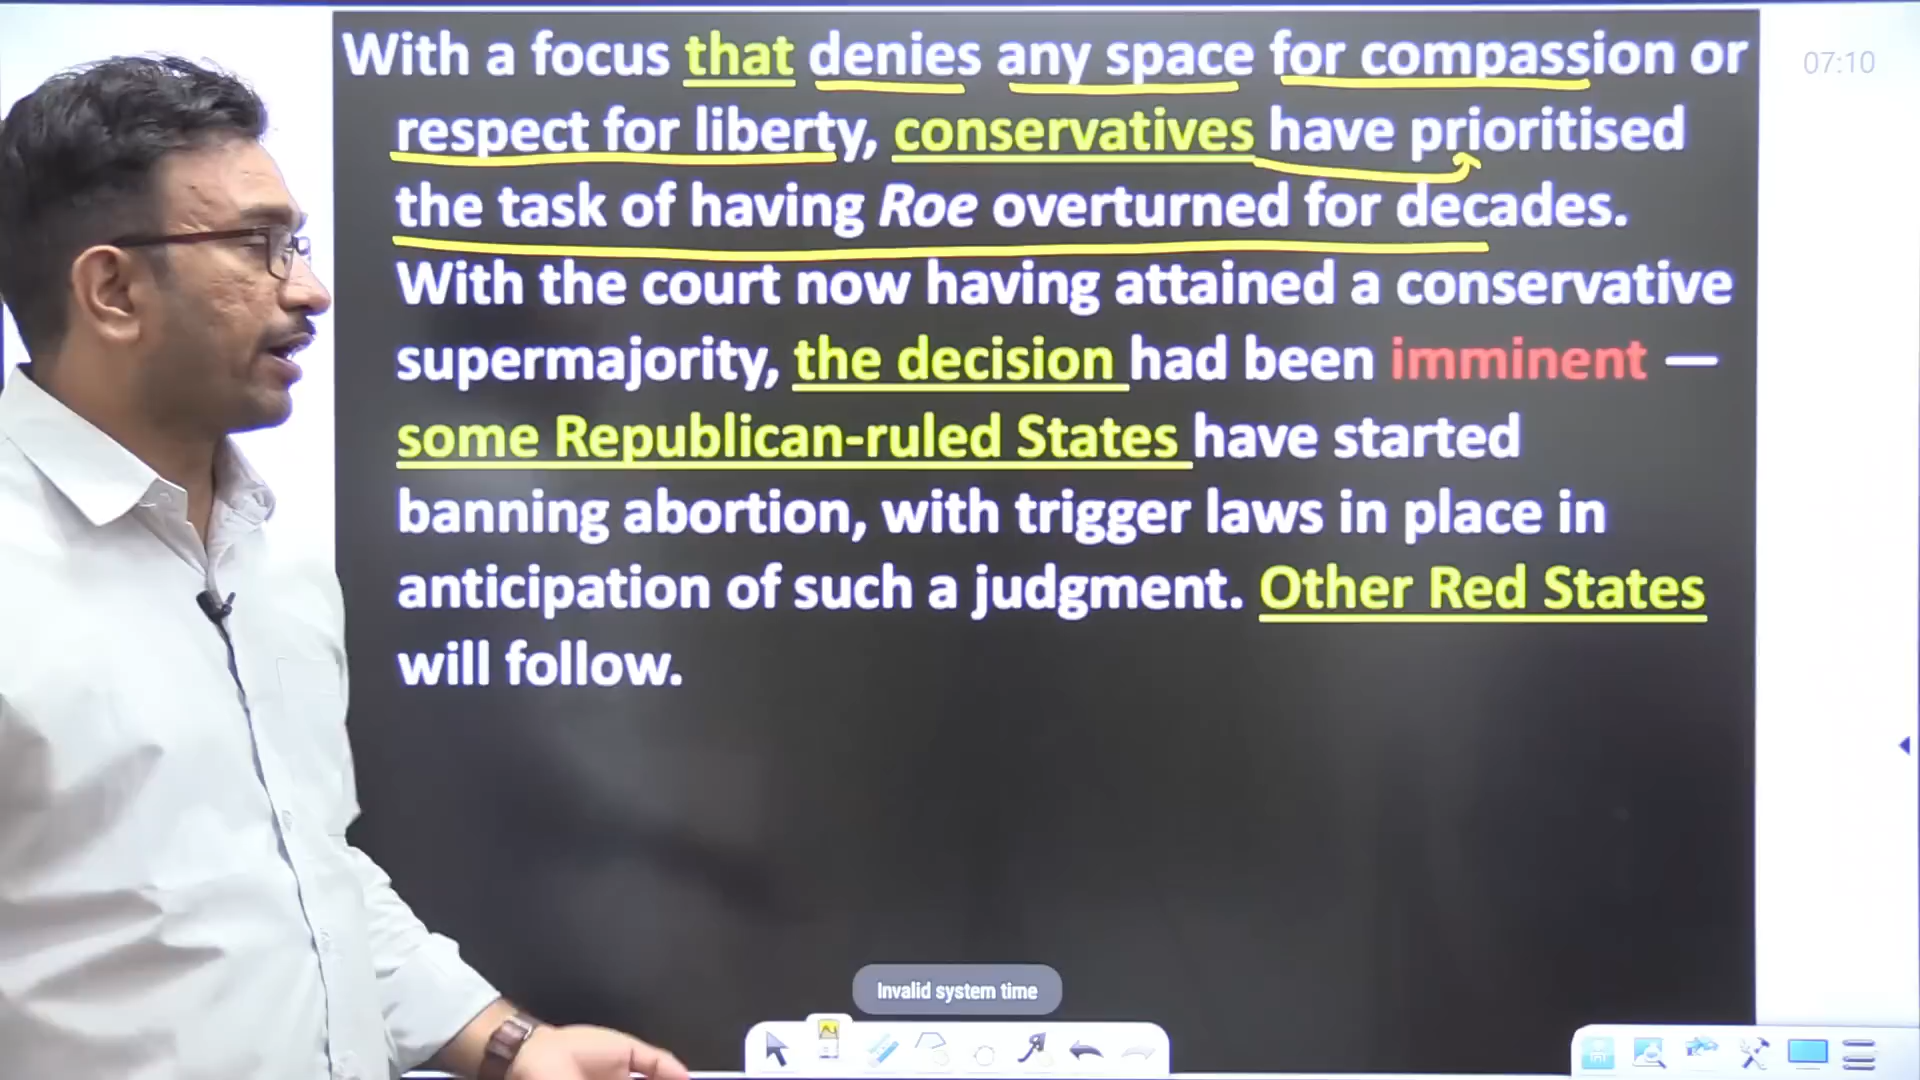 With a focus that denies any space for compassion or
respect for liberty, conservatives have prioritised
the task of having Roe overturned for decades.
With the court now having attained a conservative
supermajority, the decision had been imminent —
some Republican-ruled States have started
banning abortion, with trigger laws in place in
anticipation of such a judgment. Other Red States
will follow.
07:10
Invalid system time